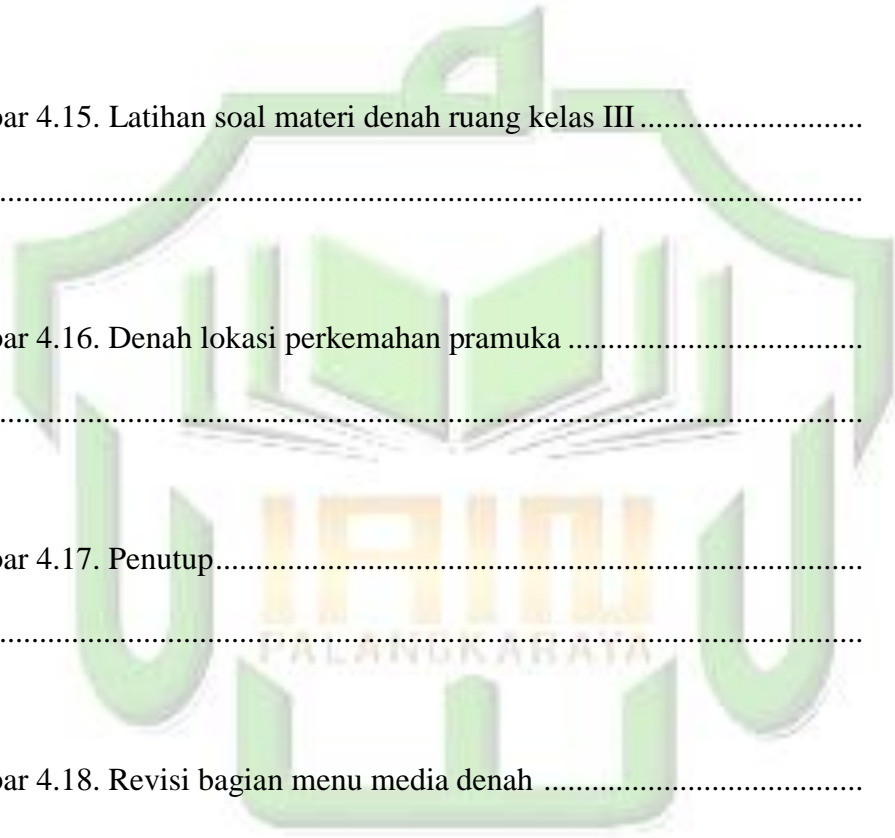 bar 4.15. Latihan soal materi denah ruang kelas III............................
............................................................................................................
bar 4.16. Denah lokasi perkemahan pramuka .....................................
............................................................................................................
bar 4.17. Penutup.................................................................................
............................................................................................................
IAIN
PALANGKARAYA
bar 4.18. Revisi bagian menu media denah ........................................